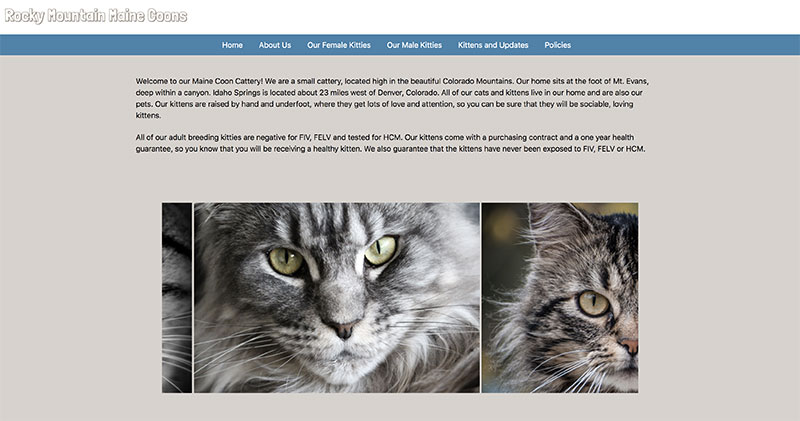 Rocky Mountain Maine Coons
Home About Us Our Female Kitties Our Male Kitties Kittens and Updates Policies
Welcome to our Maine Coon Cattery! We are a small cattery, located high in the beautiful Colorado Mountains. Our home sits at the foot of Mt. Evans,
deep within a canyon. Idaho Springs is located about 23 miles west of Denver, Colorado. All of our cats and kittens live in our home and are also our
pets. Our kittens are raised by hand and underfoot, where they get lots of love and attention, so you can be sure that they will be sociable, loving
kittens.
All of our adult breeding kitties are negative for FIV, FELV and tested for HCM. Our kittens come with a purchasing contract and a one year health
guarantee, so you know that you will be receiving a healthy kitten. We also guarantee that the kittens have never been exposed to FIV, FELV or HCM.